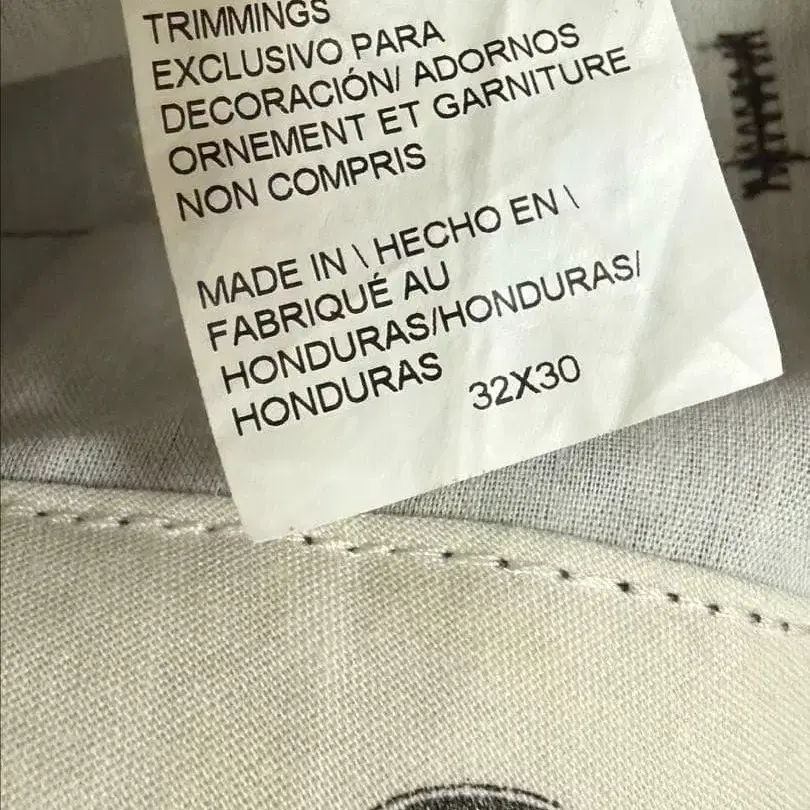 TRIMMINGS
EXCLUSIVO PARA
DECORACIÓN/ ADORNOS
ORNEMENT ET GARNITURE
NON COMPRIS
MADE IN \ HECHO EN \
FABRIQUÉ AU
HONDURAS/HONDURAS/
HONDURAS
32X30